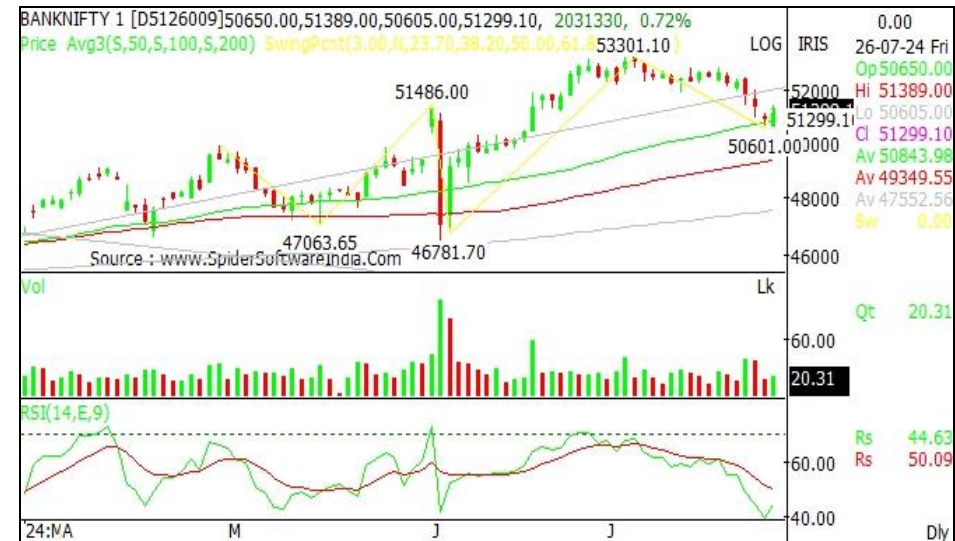 BANKNIFTY 1 [D5126009]50650.00,51389.00,50605.00,51299.10, 2031330, 0.72%
Price Avg3(S,50,S,100,S,200) SwingPcnt(3.00,N,23.70,38.20,50.00,61.8
53301.10
LOG
51486.00
50601.00
47063.65
46781.70
Source : www.SpiderSoftwareIndia.Com
52000
51299.10
48000
46000
Vol
Lk
60.00
20.31
RSI(14,E,9)
60.00
40.00
24:MA M J J
0.00
IRIS 26-07-24 Fri
Op 50650.00
Hi 51389.00
Lo 50605.00
Cl 51299.10
Av 50843.98
Av 49349.55
Av 47552.56
Sw 0.00
Qt 20.31
Rs 44.63
Rs 50.09
Dly